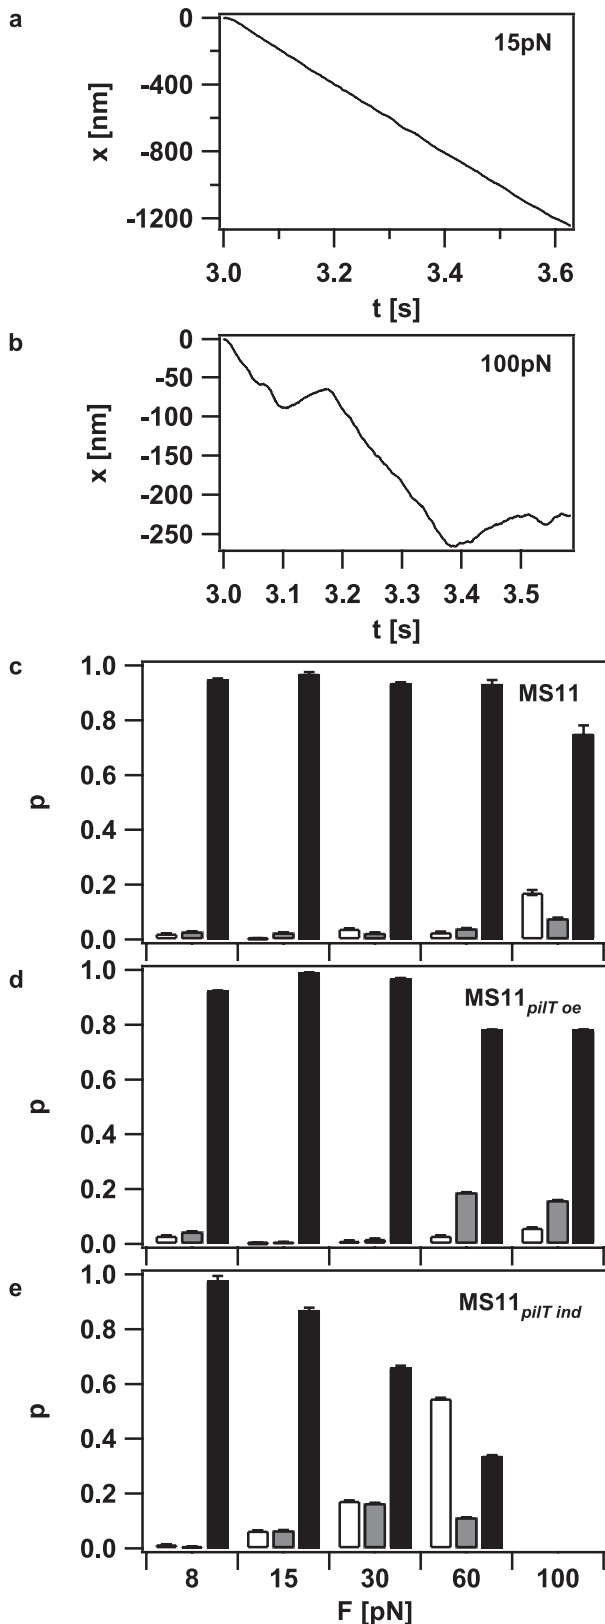 a
0
-400
-800
-1200
x [nm]
15pN
3.0 3.2 3.4 3.6
t [s]
b
0
-50
-100
-150
-200
-250
x [nm]
100pN
3.0 3.1 3.2 3.3 3.4 3.5
t [s]
c
1.0
0.8
0.6
0.4
0.2
0.0
p
MS11
d
1.0
0.8
0.6
0.4
0.2
0.0
p
MS11pilT oe
e
1.0
0.8
0.6
0.4
0.2
0.0
p
MS11pilT ind
8 15 30 60 100
F [pN]